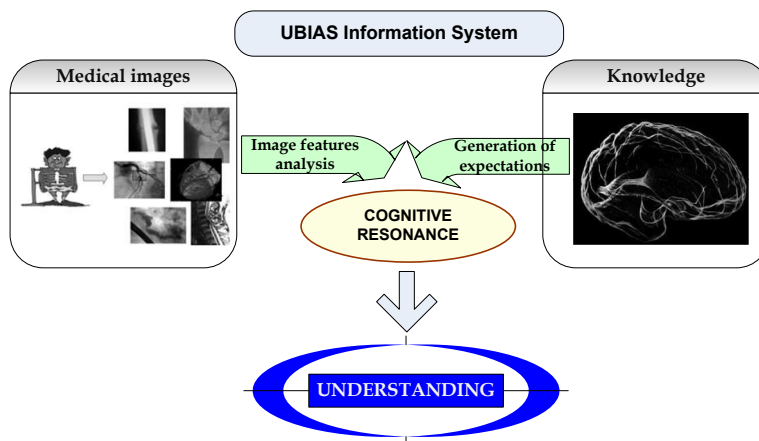 UBIAS Information System
Medical images
Knowledge
Image features
analysis
Generation of
expectations
COGNITIVE
RESONANCE
UNDERSTANDING